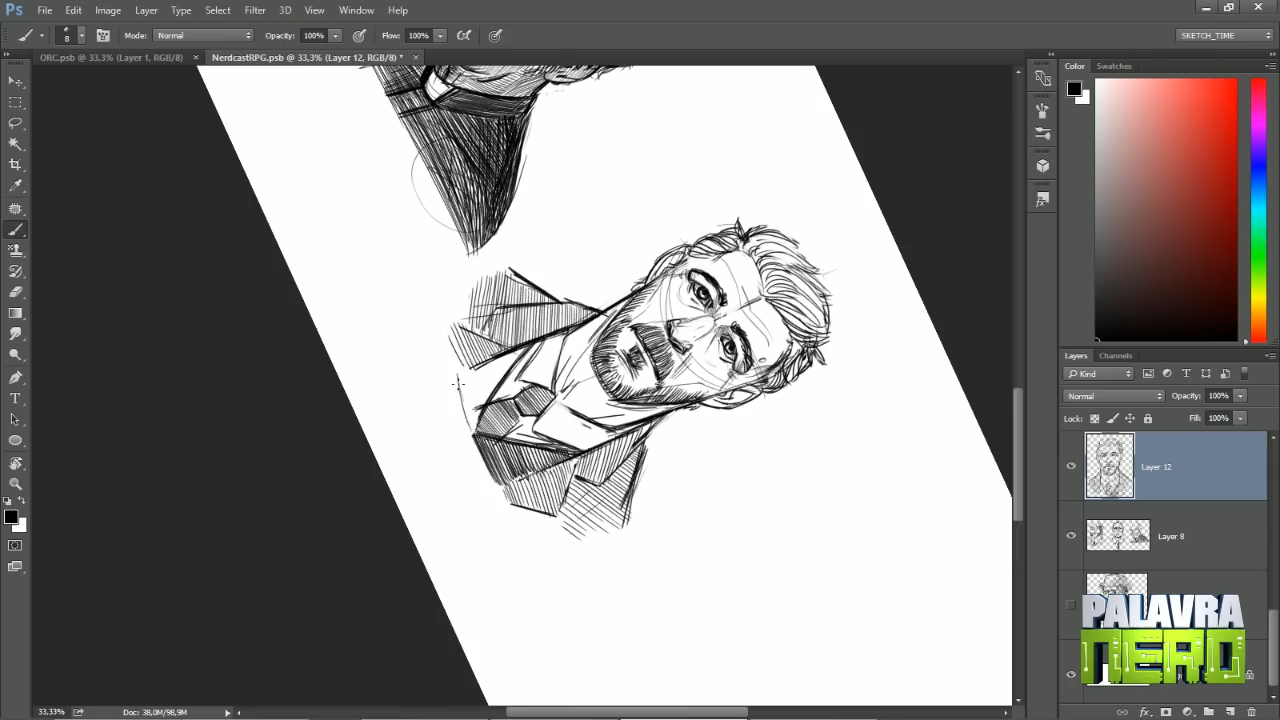 Ps File Edit Image Layer Type Select Filter 3D View Window Help
8 Mode: Normal Opacity: 100% Flow: 100% SKETCH_TIME
ORC.psb @ 33,3% (Layer 1, RGB/8) * × NerdcastRPG.psb @ 33,3% (Layer 12, RGB/8) * ×
Color Swatches
Layers Channels
Kind
Normal Opacity: 100%
Lock: Fill: 100%
Layer 12
Layer 8
PALAVRA
NERD
33,33% Doc: 38,0M/98,9M